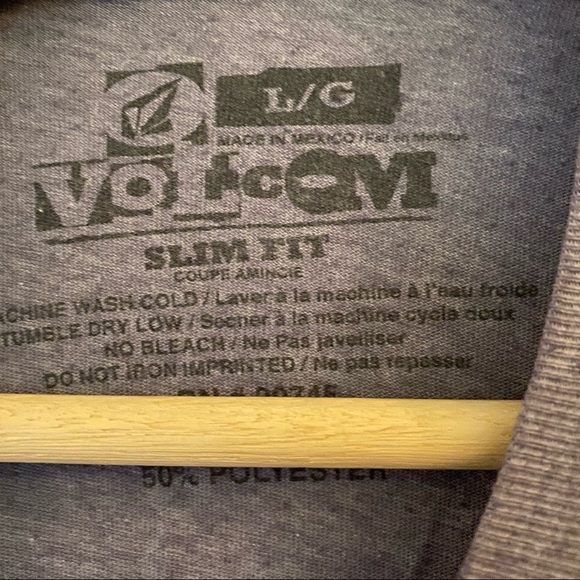 L/G
MADE IN MEXICO / Fait en Mexique
VOLCOM
SLIM FIT
COUPE AMINCIE
MACHINE WASH COLD / Laver à la machine à l'eau froide
TUMBLE DRY LOW / Secher à la machine cycle doux
NO BLEACH / Ne Pas javelliser
DO NOT IRON IMPRINTED / Ne pas repasser
50% POLYESTER